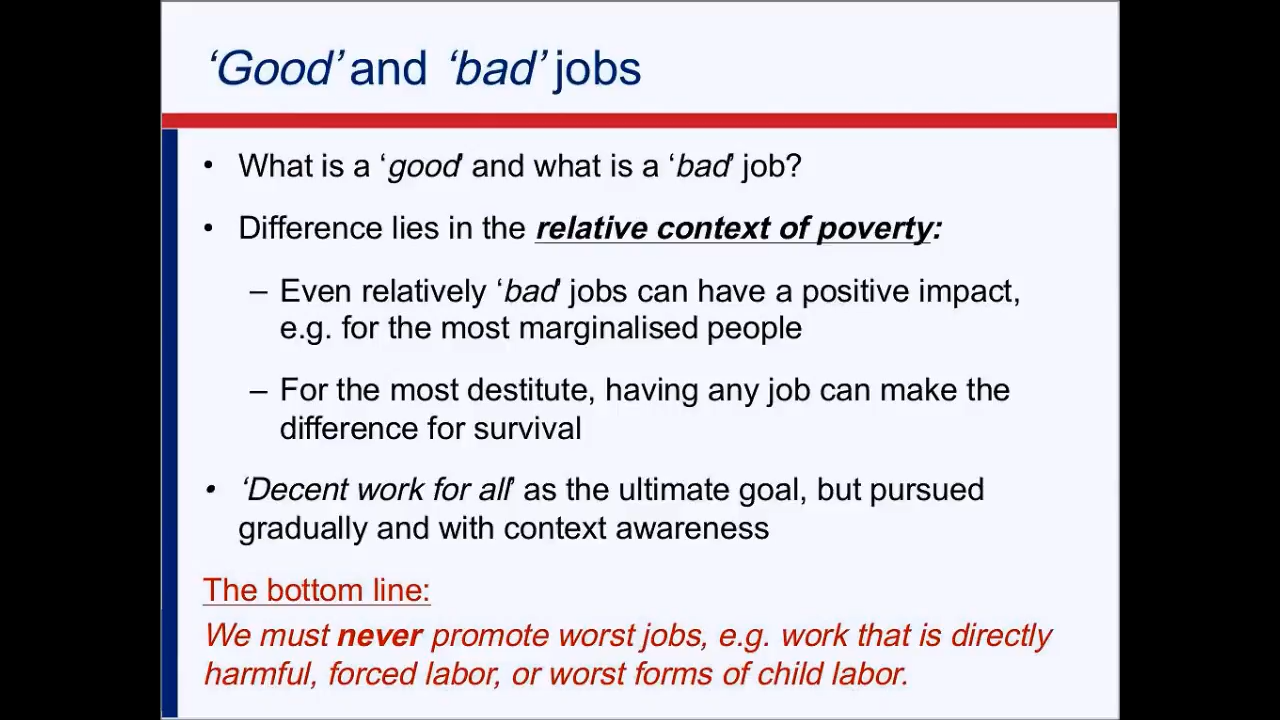 ‘Good’ and ‘bad’ jobs
• What is a ‘good’ and what is a ‘bad’ job?
• Difference lies in the relative context of poverty:
– Even relatively ‘bad’ jobs can have a positive impact,
e.g. for the most marginalised people
– For the most destitute, having any job can make the
difference for survival
• ‘Decent work for all’ as the ultimate goal, but pursued
gradually and with context awareness
The bottom line:
We must never promote worst jobs, e.g. work that is directly
harmful, forced labor, or worst forms of child labor.